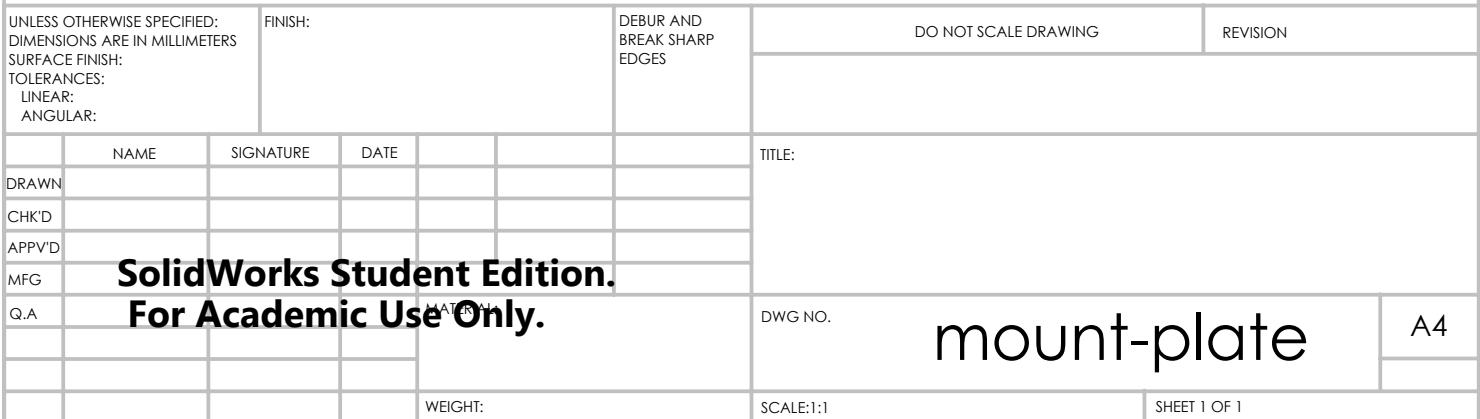 UNLESS OTHERWISE SPECIFIED:
DIMENSIONS ARE IN MILLIMETERS
SURFACE FINISH:
TOLERANCES:
LINEAR:
ANGULAR:
FINISH:
DEBUR AND
BREAK SHARP
EDGES
DO NOT SCALE DRAWING
REVISION
NAME
SIGNATURE
DATE
TITLE:
DRAWN
CHK'D
APPV'D
MFG
Q.A
SolidWorks Student Edition.
For Academic Use Only.
MATERIAL:
DWG NO.
mount-plate
A4
WEIGHT:
SCALE:1:1
SHEET 1 OF 1